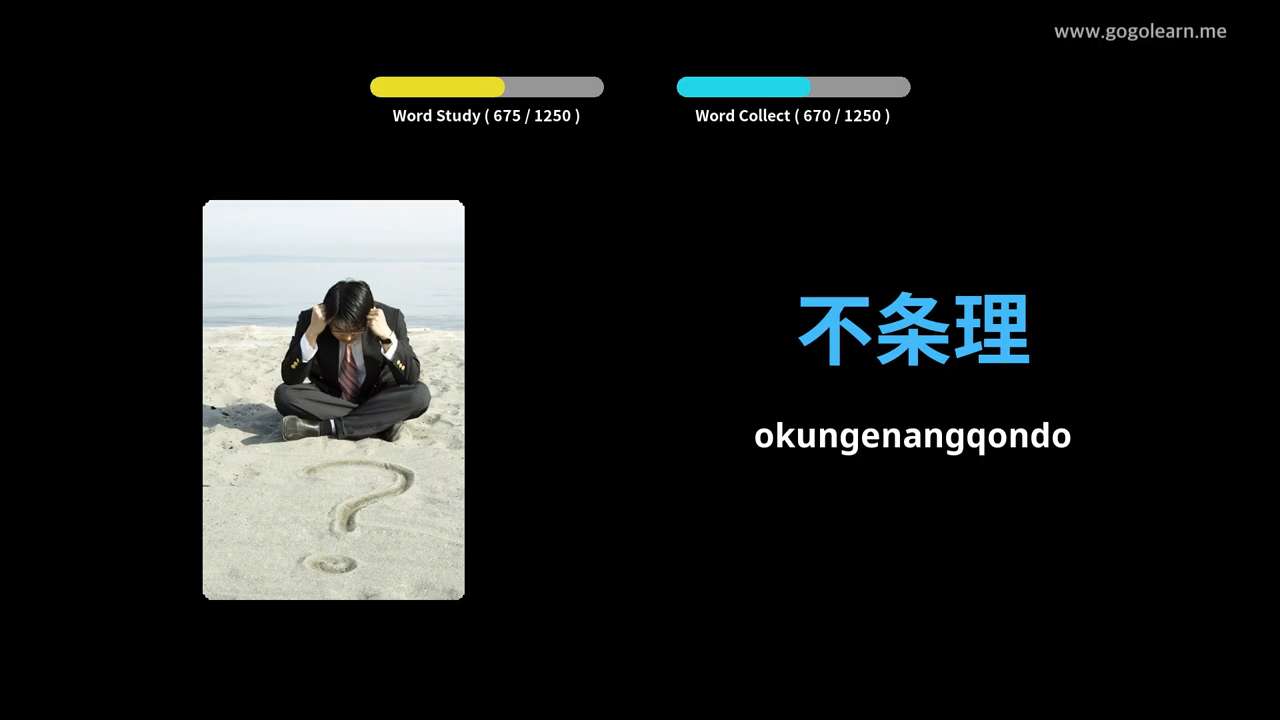 www.gogolearn.me
Word Study ( 675 / 1250 )
Word Collect ( 670 / 1250 )
不条理
okungenangqondo
?